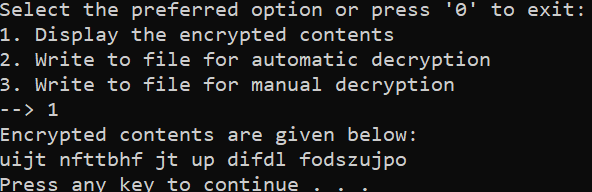 Select the preferred option or press '0' to exit:
1. Display the encrypted contents
2. Write to file for automatic decryption
3. Write to file for manual decryption
--> 1
Encrypted contents are given below:
uijt nfttbhf jt up difdl fodszujpo
Press any key to continue . . .